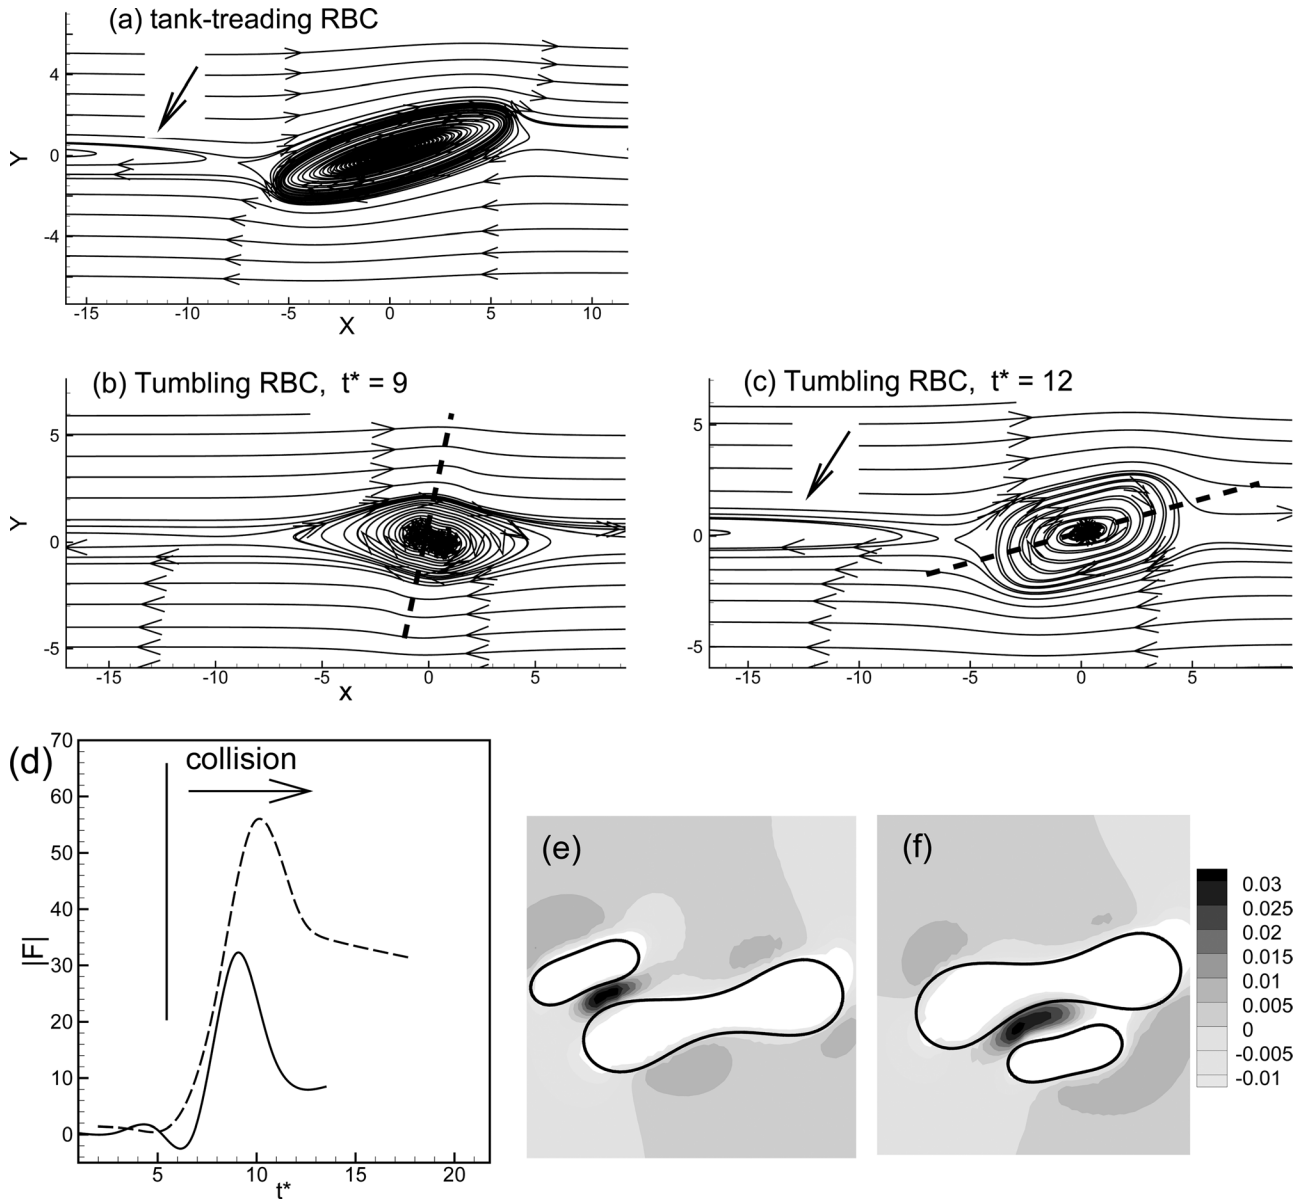 (a) tank-treading RBC
4
0
-4
Y
-15 -10 -5 0 5 10
X
(b) Tumbling RBC, t* = 9
5
0
-5
Y
-15 -10 -5 0 5
x
(c) Tumbling RBC, t* = 12
5
0
-5
-15 -10 -5 0 5
(d)
70
60
50
40
30
20
10
0
|F|
collision
5 10 15 20
t*
(e)
(f)
0.03
0.025
0.02
0.015
0.01
0.005
0
-0.005
-0.01